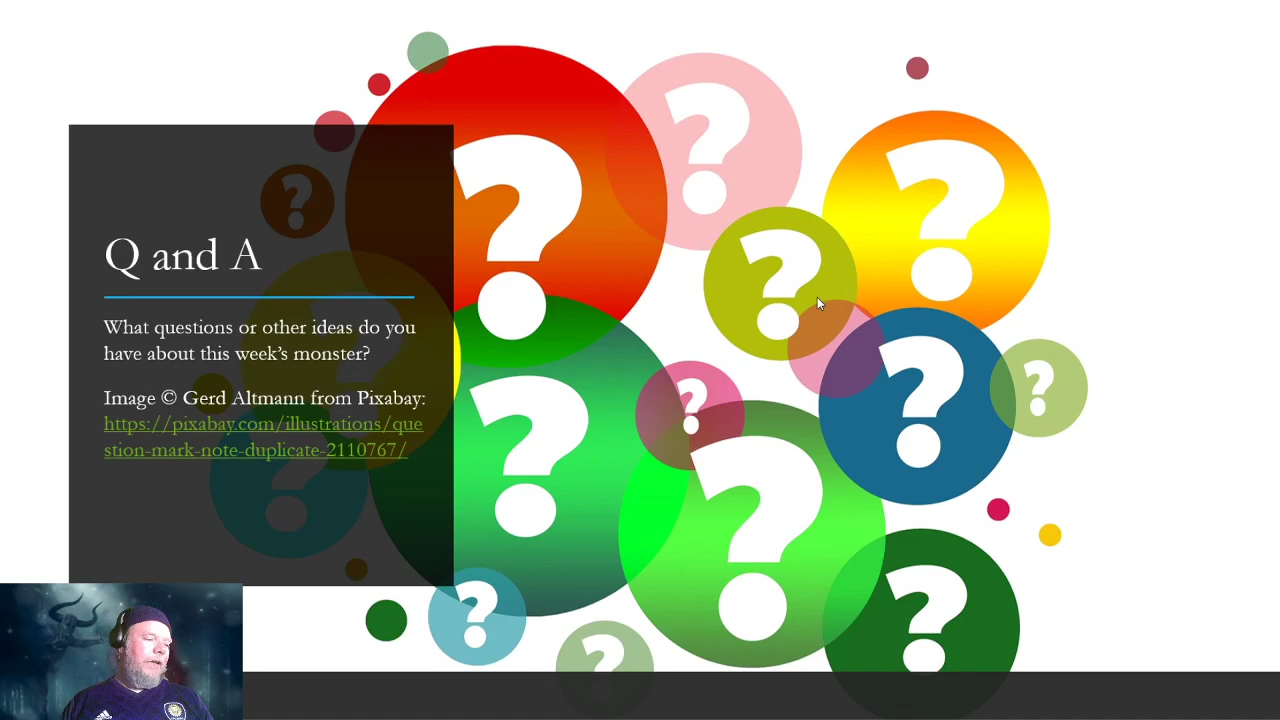 Q and A
What questions or other ideas do you
have about this week’s monster?
Image © Gerd Altmann from Pixabay:
https://pixabay.com/illustrations/que
stion-mark-note-duplicate-2110767/
? ? ? ? ? ? ? ? ? ? ? ? ? ?